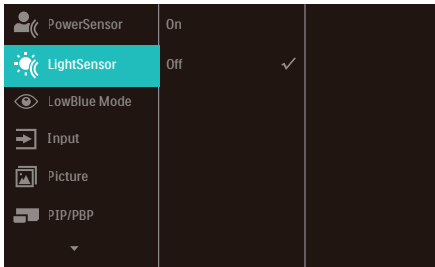 PowerSensor
On
LightSensor
Off
LowBlue Mode
Input
Picture
PIP/PBP